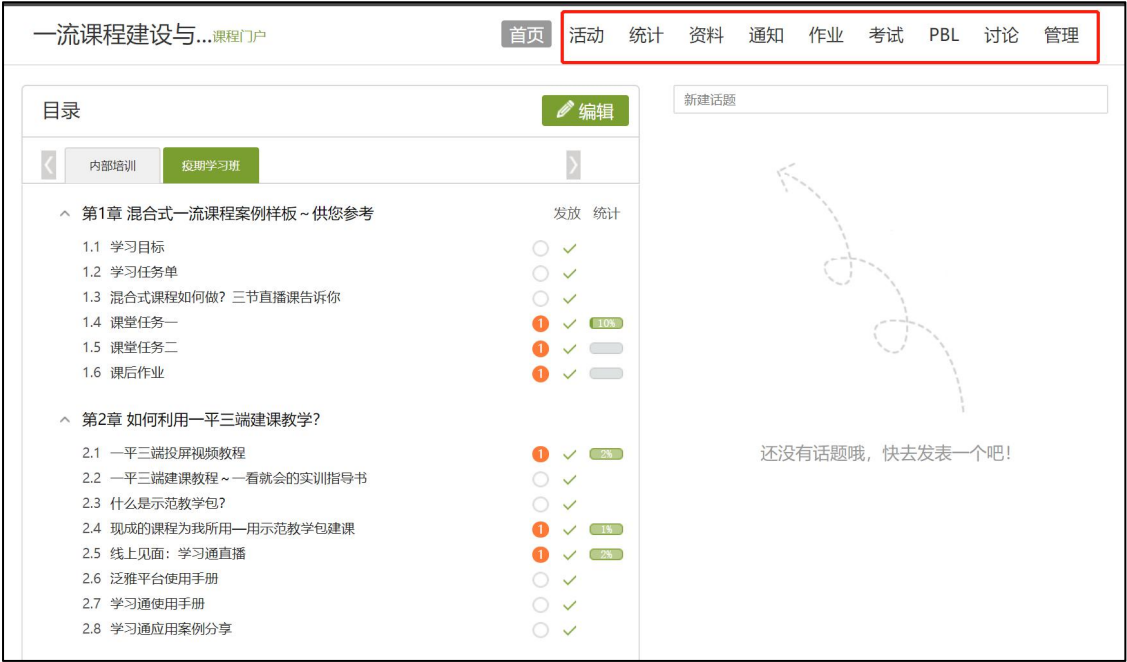 一流课程建设与...课程门户 首页 活动 统计 资料 通知 作业 考试 PBL 讨论 管理
目录 编辑
内部培训 疫期学习班
第1章 混合式一流课程案例样板～供您参考 发放 统计
1.1 学习目标
1.2 学习任务单
1.3 混合式课程如何做？三节直播课告诉你
1.4 课堂任务一 1 10%
1.5 课堂任务二 1
1.6 课后作业 1
第2章 如何利用一平三端建课教学?
2.1 一平三端投屏视频教程 1 2%
2.2 一平三端建课教程～一看就会的实训指导书
2.3 什么是示范教学包?
2.4 现成的课程为我所用—用示范教学包建课 1 1%
2.5 线上见面：学习通直播 1 2%
2.6 泛雅平台使用手册
2.7 学习通使用手册
2.8 学习通应用案例分享
新建话题
还没有话题哦，快去发表一个吧！